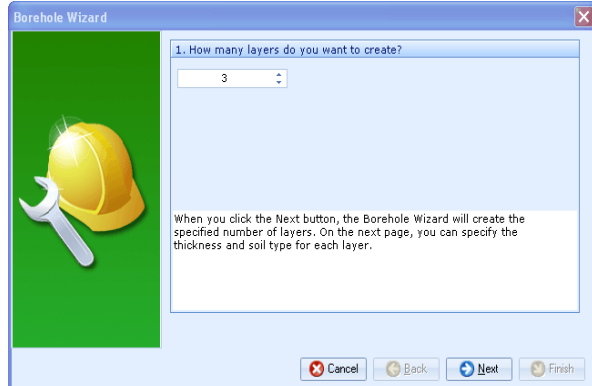 Borehole Wizard
1. How many layers do you want to create?
3
When you click the Next button, the Borehole Wizard will create the
specified number of layers. On the next page, you can specify the
thickness and soil type for each layer.
Cancel Back Next Finish